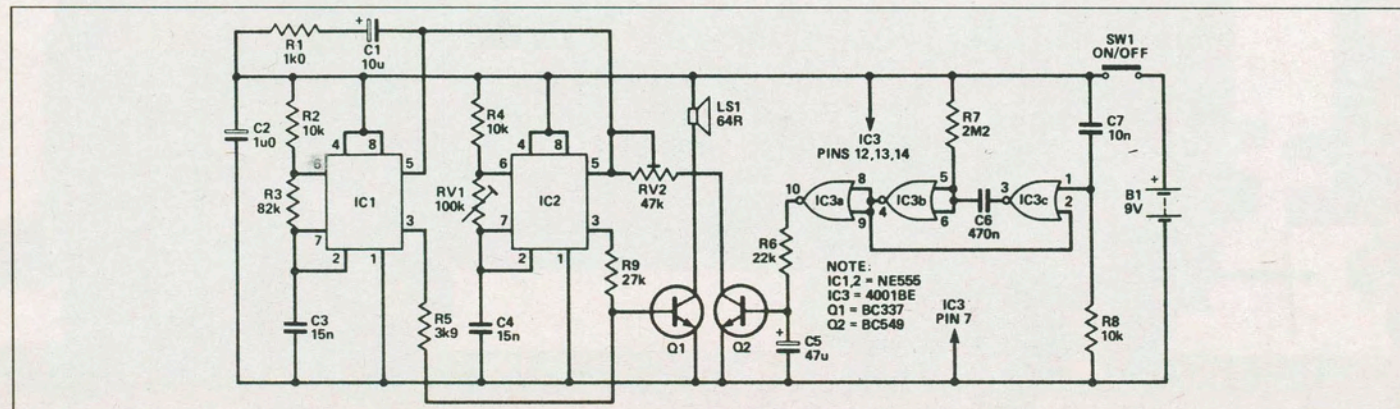 R1
1k0
+
C1
10u
SW1
ON/OFF
R2
10k
R4
10k
LS1
64R
IC3
PINS 12,13,14
R7
2M2
C7
10n
C2
1u0
4
8
6
5
IC1
R3
82k
7
3
2
1
4
8
6
5
IC2
RV1
100k
7
3
2
1
RV2
47k
10
IC3a
8
9
4
IC3b
5
6
C6
470n
3
IC3c
1
2
+
B1
9V
R6
22k
R9
27k
NOTE:
IC1,2 = NE555
IC3 = 4001BE
Q1 = BC337
Q2 = BC549
IC3
PIN 7
R8
10k
C3
15n
R5
3k9
C4
15n
Q1
Q2
+
C5
47u